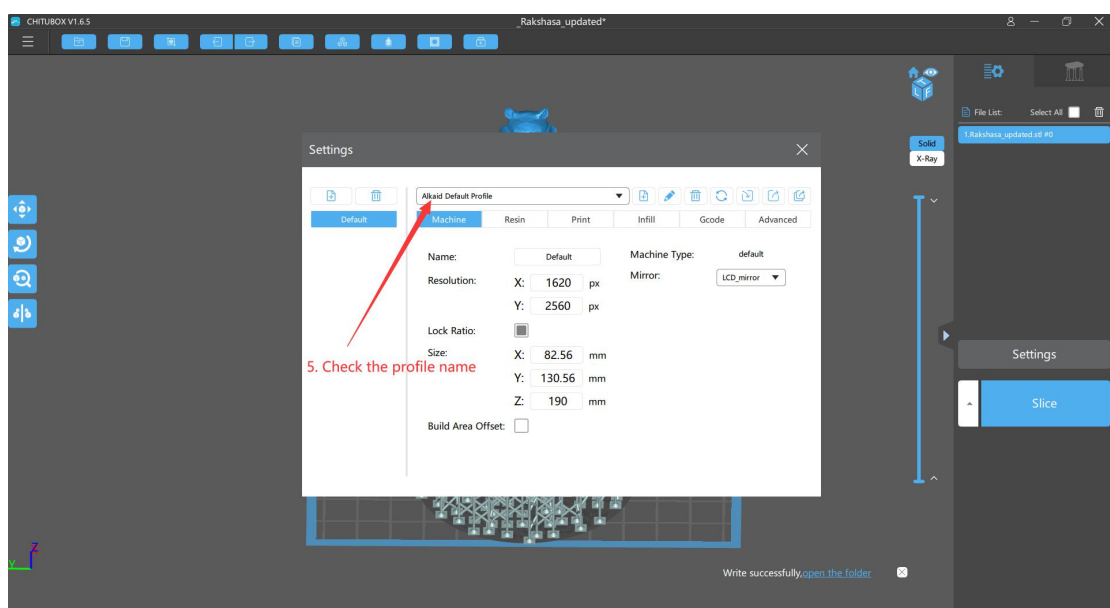 CHITUBOX V1.6.5
_Rakshasa_updated*
File List:
Select All
1.Rakshasa_updated.stl #0
Solid
X-Ray
Settings
Alkaid Default Profile
Default
Machine
Resin
Print
Infill
Gcode
Advanced
Name:
Default
Machine Type:
default
Resolution:
X: 1620 px
Mirror:
LCD_mirror
Y: 2560 px
Lock Ratio:
Size:
X: 82.56 mm
5. Check the profile name
Y: 130.56 mm
Z: 190 mm
Build Area Offset:
Settings
Slice
Z
Y
Write successfully,open the folder